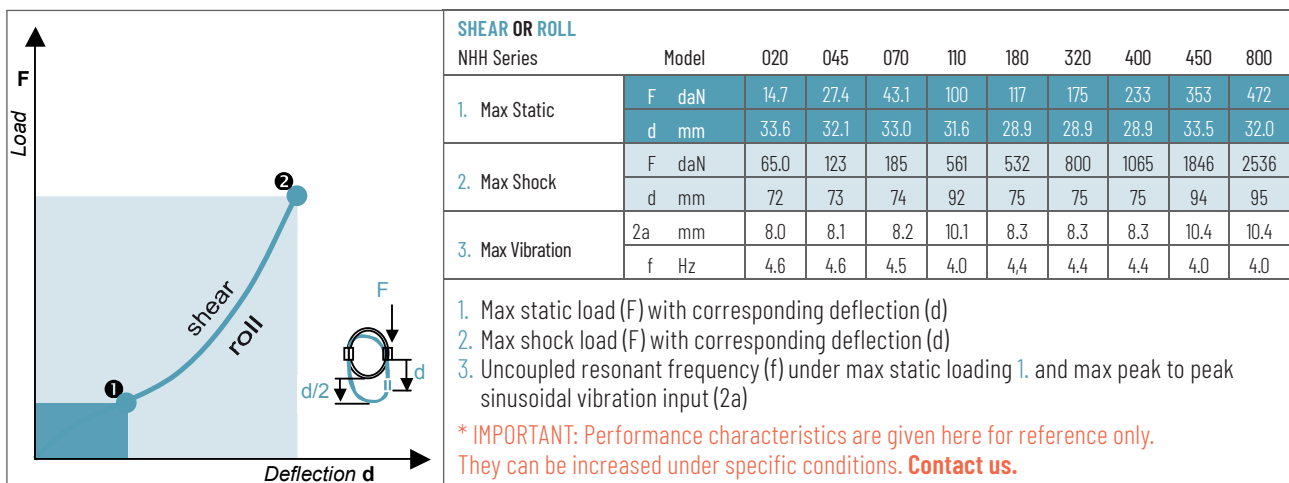 F
Load
❷
shear
roll
❶
F
d
d/2
Deflection d
SHEAR OR ROLL
NHH Series Model 020 045 070 110 180 320 400 450 800
1. Max Static F daN 14.7 27.4 43.1 100 117 175 233 353 472
d mm 33.6 32.1 33.0 31.6 28.9 28.9 28.9 33.5 32.0
2. Max Shock F daN 65.0 123 185 561 532 800 1065 1846 2536
d mm 72 73 74 92 75 75 75 94 95
3. Max Vibration 2a mm 8.0 8.1 8.2 10.1 8.3 8.3 8.3 10.4 10.4
f Hz 4.6 4.6 4.5 4.0 4,4 4.4 4.4 4.0 4.0
1. Max static load (F) with corresponding deflection (d)
2. Max shock load (F) with corresponding deflection (d)
3. Uncoupled resonant frequency (f) under max static loading 1. and max peak to peak
sinusoidal vibration input (2a)
* IMPORTANT: Performance characteristics are given here for reference only.
They can be increased under specific conditions. Contact us.